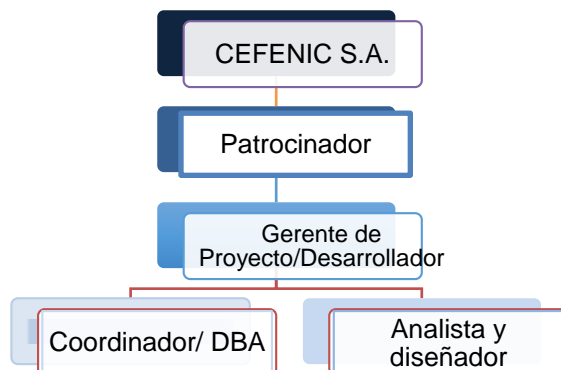 CEFENIC S.A.
Patrocinador
Gerente de
Proyecto/Desarrollador
Coordinador/ DBA
Analista y
diseñador